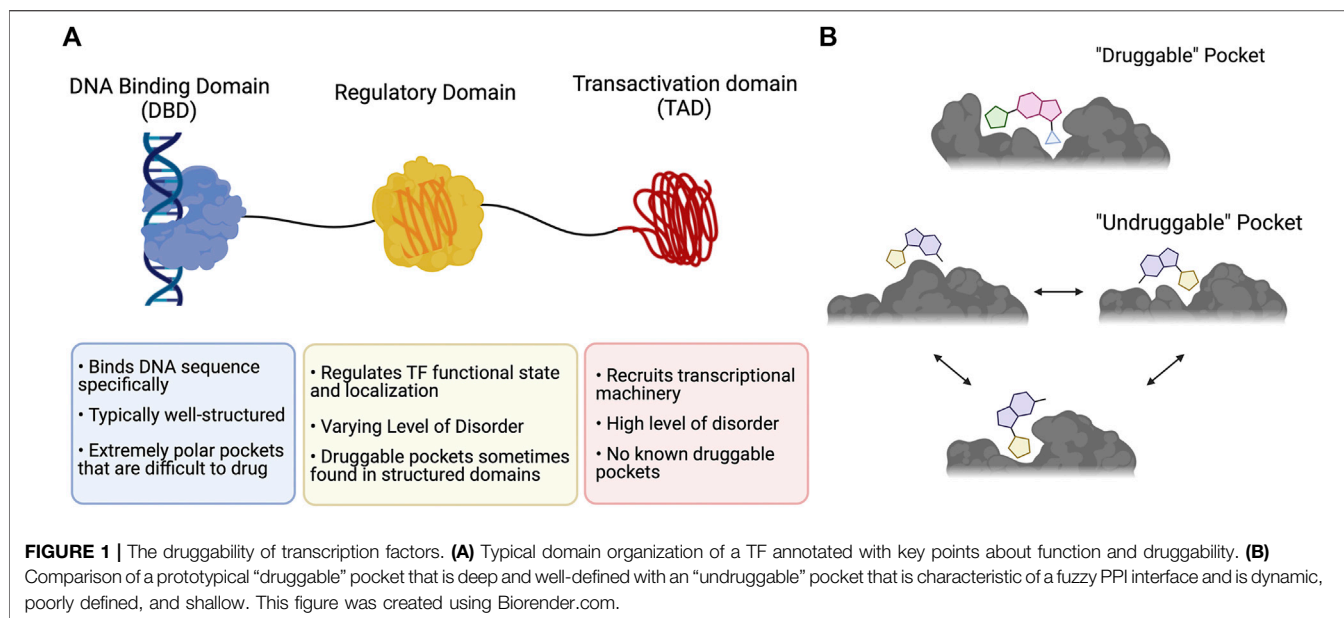 A
DNA Binding Domain
(DBD)
Regulatory Domain
Transactivation domain
(TAD)
• Binds DNA sequence
specifically
• Typically well-structured
• Extremely polar pockets
that are difficult to drug
• Regulates TF functional state
and localization
• Varying Level of Disorder
• Druggable pockets sometimes
found in structured domains
• Recruits transcriptional
machinery
• High level of disorder
• No known druggable
pockets
B
"Druggable" Pocket
"Undruggable" Pocket
FIGURE 1 | The druggability of transcription factors. (A) Typical domain organization of a TF annotated with key points about function and druggability. (B)
Comparison of a prototypical “druggable” pocket that is deep and well-defined with an “undruggable” pocket that is characteristic of a fuzzy PPI interface and is dynamic,
poorly defined, and shallow. This figure was created using Biorender.com.